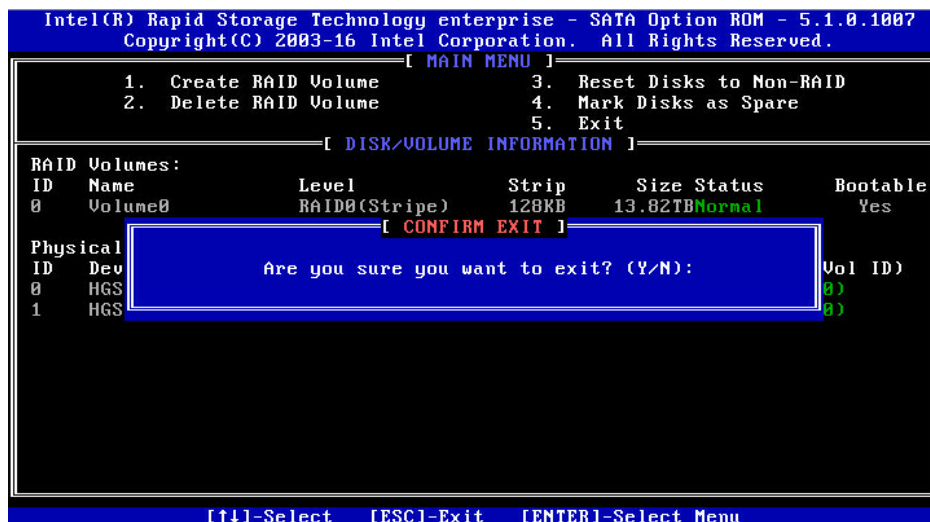 Intel(R) Rapid Storage Technology enterprise - SATA Option ROM - 5.1.0.1007
Copyright(C) 2003-16 Intel Corporation. All Rights Reserved.
[ MAIN MENU ]
1. Create RAID Volume 3. Reset Disks to Non-RAID
2. Delete RAID Volume 4. Mark Disks as Spare
5. Exit
[ DISK/VOLUME INFORMATION ]
RAID Volumes:
ID Name Level Strip Size Status Bootable
0 Volume0 RAID0(Stripe) 128KB 13.82TB Normal Yes
[ CONFIRM EXIT ]
Physical
ID Dev Are you sure you want to exit? (Y/N): Vol ID)
0 HGS 0)
1 HGS 0)
[↑↓]-Select [ESC]-Exit [ENTER]-Select Menu